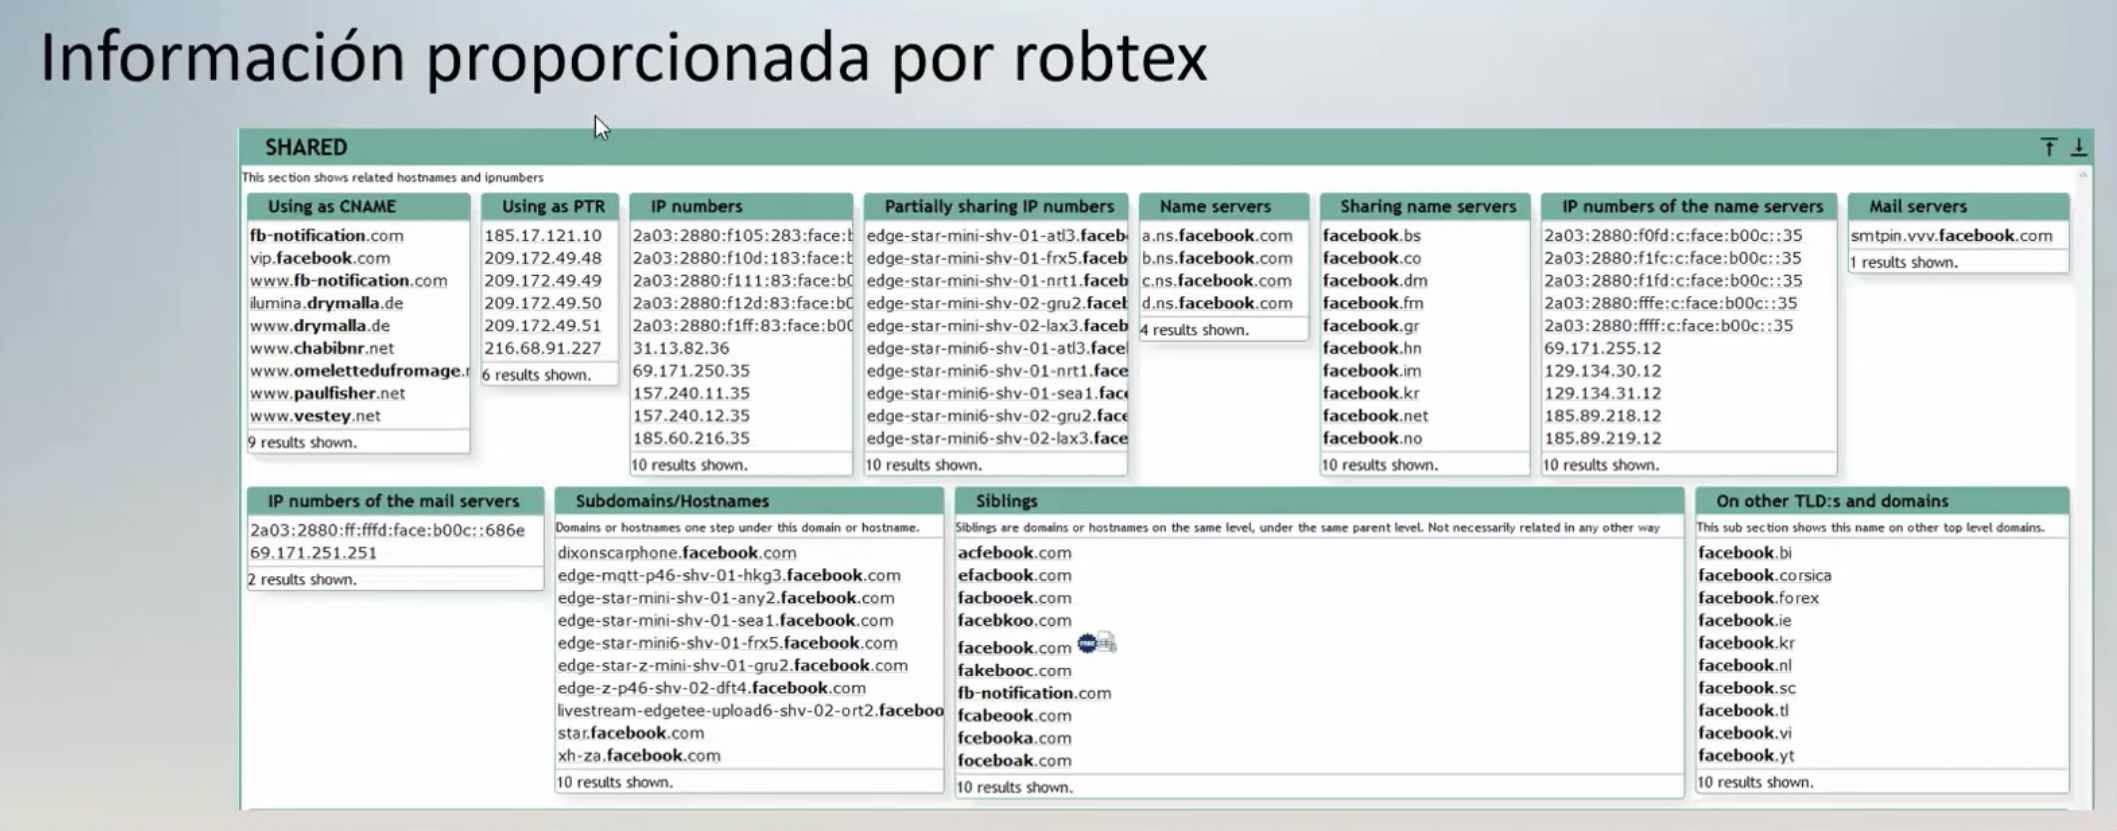 Información proporcionada por robtex
SHARED
This section shows related hostnames and ipnumbers
Using as CNAME
fb-notification.com
vip.facebook.com
www.fb-notification.com
ilumina.drymalla.de
www.drymalla.de
www.chabibnr.net
www.omelettedufromage.r
www.paulfisher.net
www.vestey.net
9 results shown.
Using as PTR
185.17.121.10
209.172.49.48
209.172.49.49
209.172.49.50
209.172.49.51
216.68.91.227
6 results shown.
IP numbers
2a03:2880:f105:283:face:b
2a03:2880:f10d:183:face:b
2a03:2880:f111:83:face:b0
2a03:2880:f12d:83:face:b0
2a03:2880:f1ff:83:face:b00
31.13.82.36
69.171.250.35
157.240.11.35
157.240.12.35
185.60.216.35
10 results shown.
Partially sharing IP numbers
edge-star-mini-shv-01-atl3.faceb
edge-star-mini-shv-01-frx5.faceb
edge-star-mini-shv-01-nrt1.faceb
edge-star-mini-shv-02-gru2.faceb
edge-star-mini-shv-02-lax3.faceb
edge-star-mini6-shv-01-atl3.face
edge-star-mini6-shv-01-nrt1.face
edge-star-mini6-shv-01-sea1.face
edge-star-mini6-shv-02-gru2.face
edge-star-mini6-shv-02-lax3.face
10 results shown.
Name servers
a.ns.facebook.com
b.ns.facebook.com
c.ns.facebook.com
d.ns.facebook.com
4 results shown.
Sharing name servers
facebook.bs
facebook.co
facebook.dm
facebook.fm
facebook.gr
facebook.hn
facebook.im
facebook.kr
facebook.net
facebook.no
10 results shown.
IP numbers of the name servers
2a03:2880:f0fd:c:face:b00c::35
2a03:2880:f1fc:c:face:b00c::35
2a03:2880:f1fd:c:face:b00c::35
2a03:2880:fffe:c:face:b00c::35
2a03:2880:ffff:c:face:b00c::35
69.171.255.12
129.134.30.12
129.134.31.12
185.89.218.12
185.89.219.12
10 results shown.
Mail servers
smtpin.vvv.facebook.com
1 results shown.
IP numbers of the mail servers
2a03:2880:ff:fffd:face:b00c::686e
69.171.251.251
2 results shown.
Subdomains/Hostnames
Domains or hostnames one step under this domain or hostname.
dixonscarphone.facebook.com
edge-mqtt-p46-shv-01-hkg3.facebook.com
edge-star-mini-shv-01-any2.facebook.com
edge-star-mini-shv-01-sea1.facebook.com
edge-star-mini6-shv-01-frx5.facebook.com
edge-star-z-mini-shv-01-gru2.facebook.com
edge-z-p46-shv-02-dft4.facebook.com
livestream-edgetee-upload6-shv-02-ort2.faceboo
star.facebook.com
xh-za.facebook.com
10 results shown.
Siblings
Siblings are domains or hostnames on the same level, under the same parent level. Not necessarily related in any other way
acfebook.com
efacbook.com
facbooek.com
facebkoo.com
facebook.com
fakebooc.com
fb-notification.com
fcabeook.com
fcebooka.com
foceboak.com
10 results shown.
On other TLD:s and domains
This sub section shows this name on other top level domains.
facebook.bi
facebook.corsica
facebook.forex
facebook.ie
facebook.kr
facebook.nl
facebook.sc
facebook.tl
facebook.vi
facebook.yt
10 results shown.